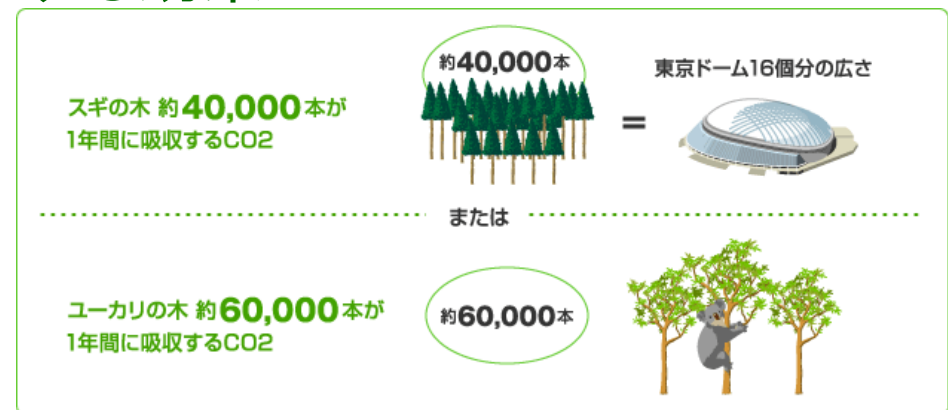 スギの木 約40,000本が
1年間に吸収するCO2
約40,000本
=
東京ドーム16個分の広さ
または
ユーカリの木 約60,000本が
1年間に吸収するCO2
約60,000本